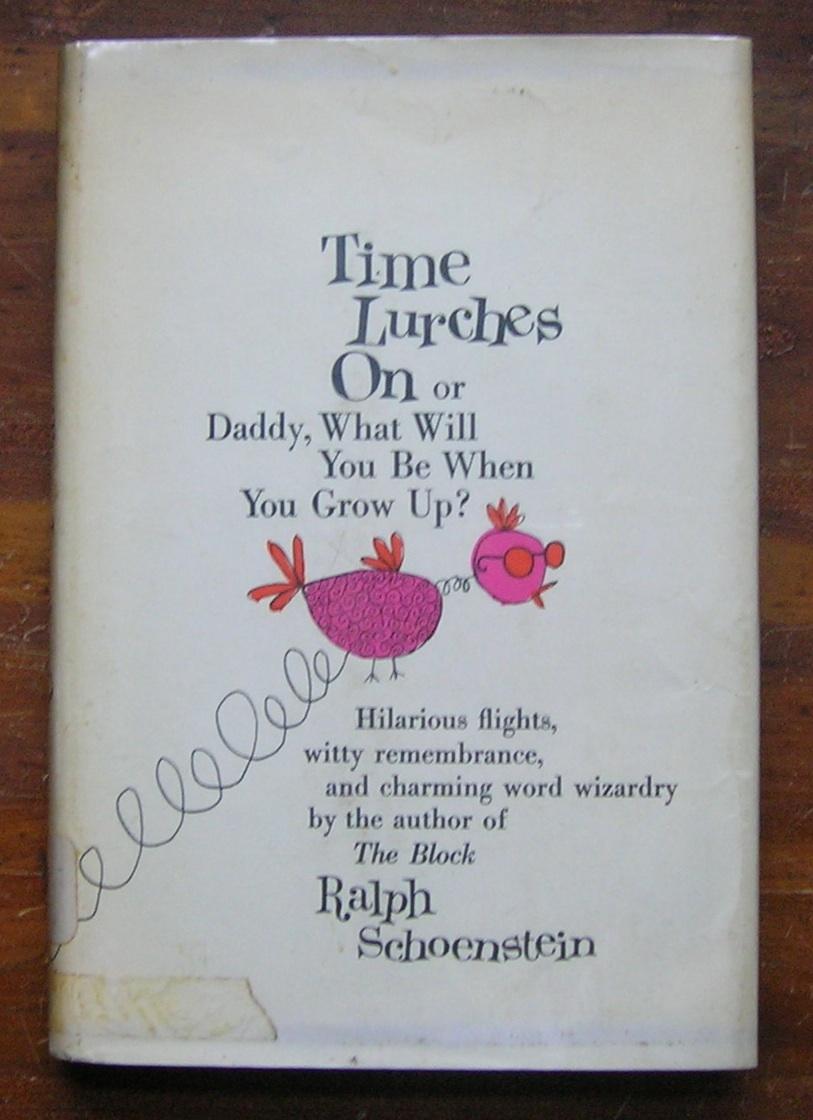 Time
Lurches
On or
Daddy, What Will
You Be When
You Grow Up?
Hilarious flights,
witty remembrance,
and charming word wizardry
by the author of
The Block
Ralph
Schoenstein